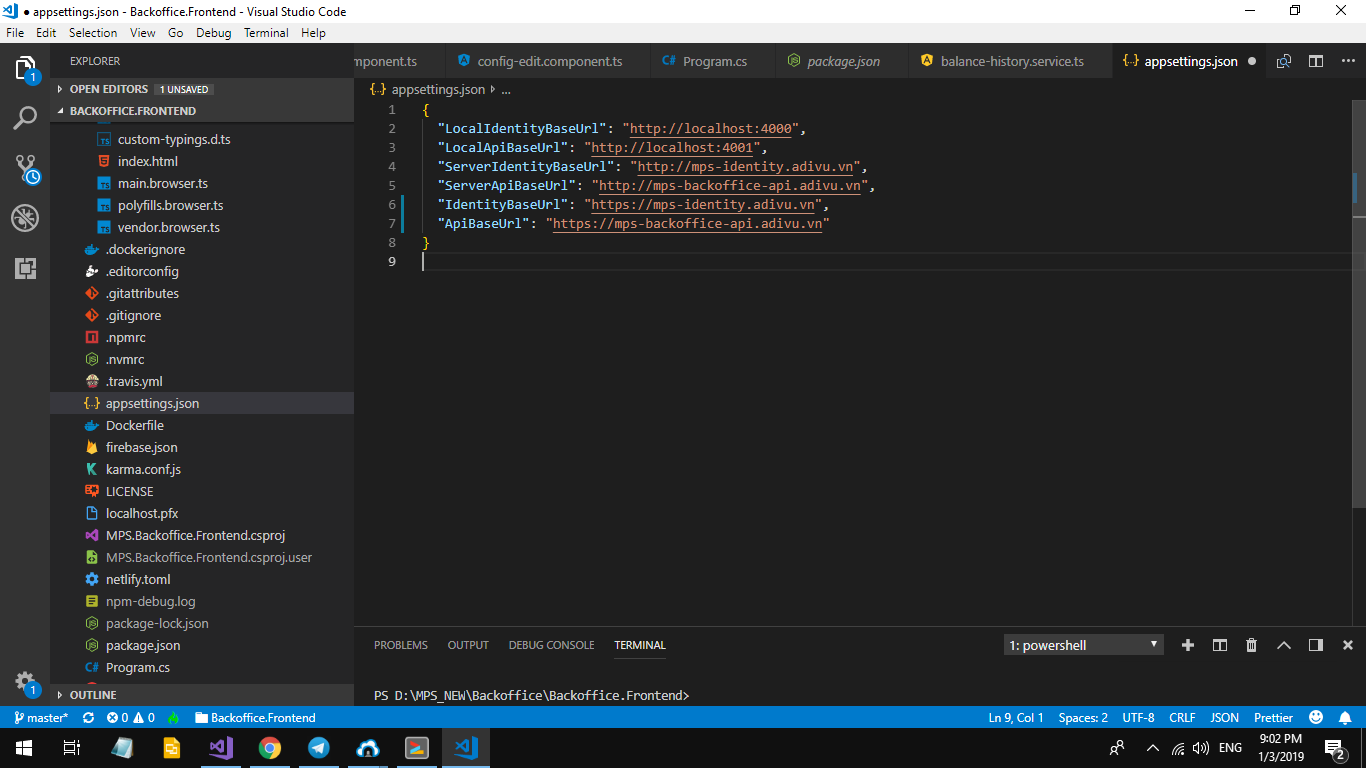 appsettings.json - Backoffice.Frontend - Visual Studio Code
File Edit Selection View Go Debug Terminal Help
1
EXPLORER
OPEN EDITORS 1 UNSAVED
BACKOFFICE.FRONTEND
custom-typings.d.ts
index.html
main.browser.ts
polyfills.browser.ts
vendor.browser.ts
.dockerignore
.editorconfig
.gitattributes
.gitignore
.npmrc
.nvmrc
.travis.yml
appsettings.json
Dockerfile
firebase.json
karma.conf.js
LICENSE
localhost.pfx
MPS.Backoffice.Frontend.csproj
MPS.Backoffice.Frontend.csproj.user
netlify.toml
npm-debug.log
package-lock.json
package.json
Program.cs
OUTLINE
1
mponent.ts config-edit.component.ts Program.cs package.json balance-history.service.ts appsettings.json
appsettings.json ...
1 {
2 "LocalIdentityBaseUrl": "http://localhost:4000",
3 "LocalApiBaseUrl": "http://localhost:4001",
4 "ServerIdentityBaseUrl": "http://mps-identity.adivu.vn",
5 "ServerApiBaseUrl": "http://mps-backoffice-api.adivu.vn",
6 "IdentityBaseUrl": "https://mps-identity.adivu.vn",
7 "ApiBaseUrl": "https://mps-backoffice-api.adivu.vn"
8 }
9
PROBLEMS OUTPUT DEBUG CONSOLE TERMINAL 1: powershell
PS D:\MPS_NEW\Backoffice\Backoffice.Frontend>
master* 0 0 Backoffice.Frontend Ln 9, Col 1 Spaces: 2 UTF-8 CRLF JSON Prettier
ENG 9:02 PM
1/3/2019
2